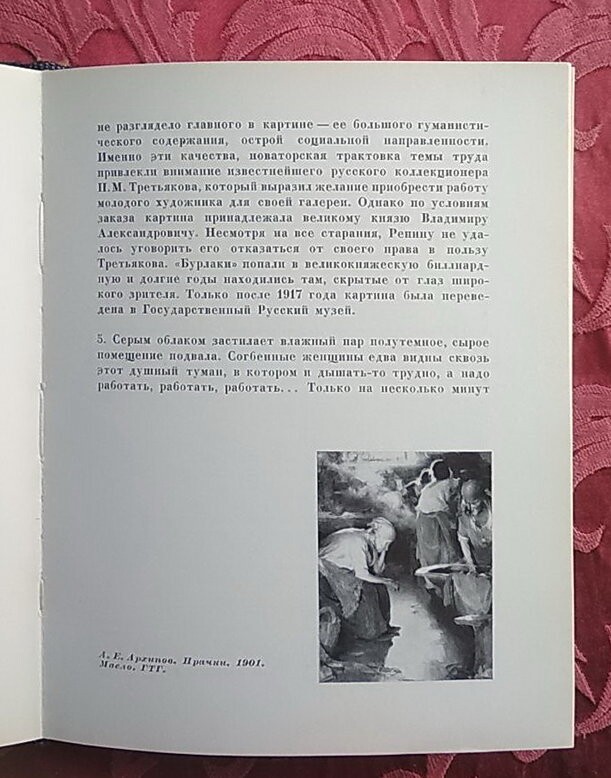 не разглядело главного в картине — ее большого гуманисти-
ческого содержания, острой социальной направленности.
Именно эти качества, новаторская трактовка темы труда
привлекли внимание известнейшего русского коллекционера
П. М. Третьякова, который выразил желание приобрести работу
молодого художника для своей галереи. Однако по условиям
заказа картина принадлежала великому князю Владимиру
Александровичу. Несмотря на все старания, Репину не уда-
лось уговорить его отказаться от своего права в пользу
Третьякова. «Бурлаки» попали в великокняжескую биллиард-
ную и долгие годы находились там, скрытые от глаз широ-
кого зрителя. Только после 1917 года картина была переве-
дена в Государственный Русский музей.
5. Серым облаком застилает влажный пар полутемное, сырое
помещение подвала. Согбенные женщины едва видны сквозь
этот душный туман, в котором и дышать-то трудно, а надо
работать, работать, работать... Только на несколько минут
А. Е. Архипов. Прачки. 1901.
Масло. ГТГ.